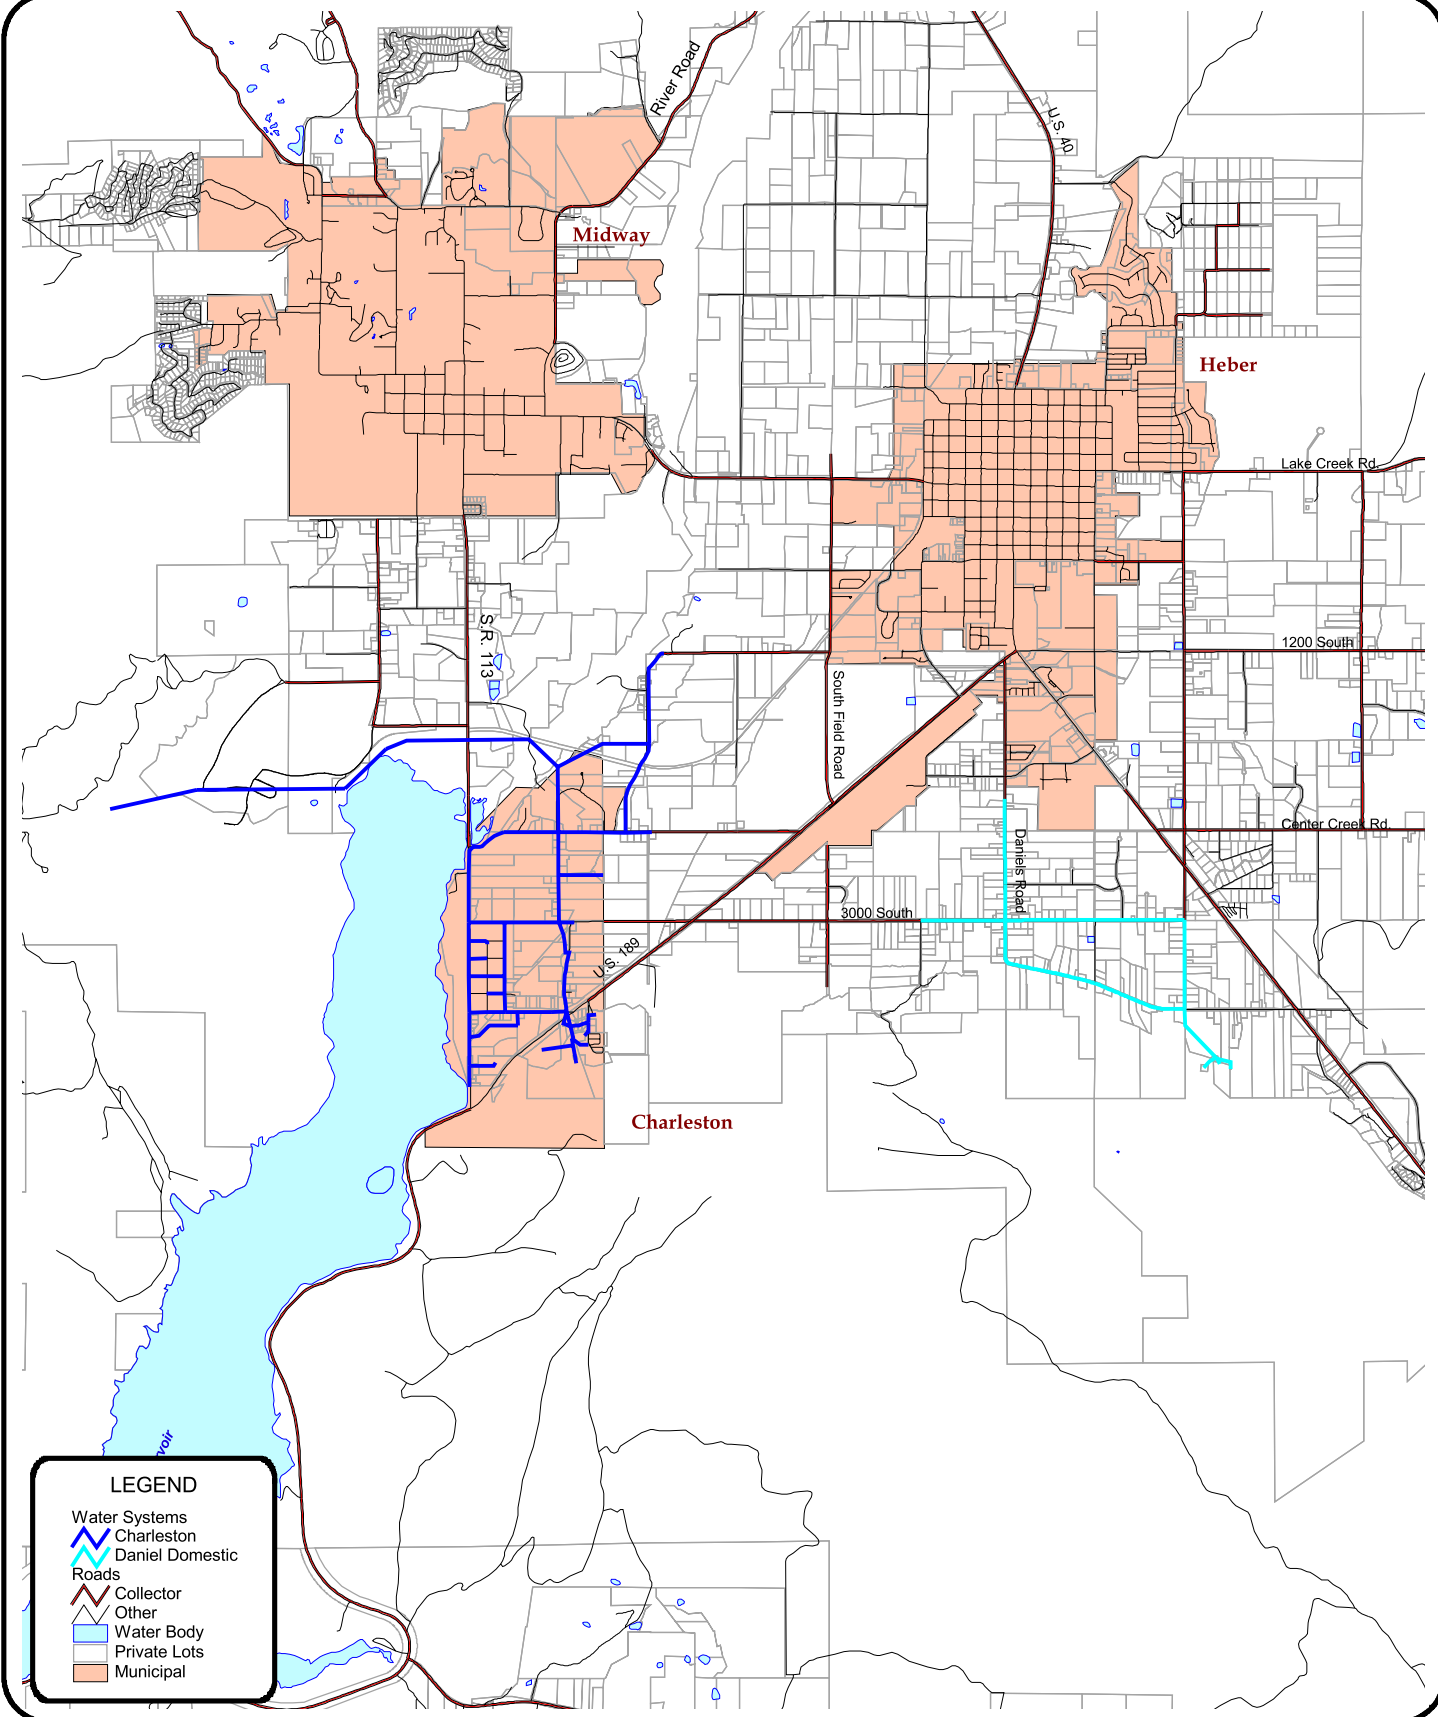 River Road
U.S. 40
Midway
Heber
Lake Creek Rd.
S.R. 113
1200 South
South Field Road
Center Creek Rd.
Daniels Road
3000 South
U.S. 189
Charleston
voir
LEGEND
Water Systems
Charleston
Daniel Domestic
Roads
Collector
Other
Water Body
Private Lots
Municipal